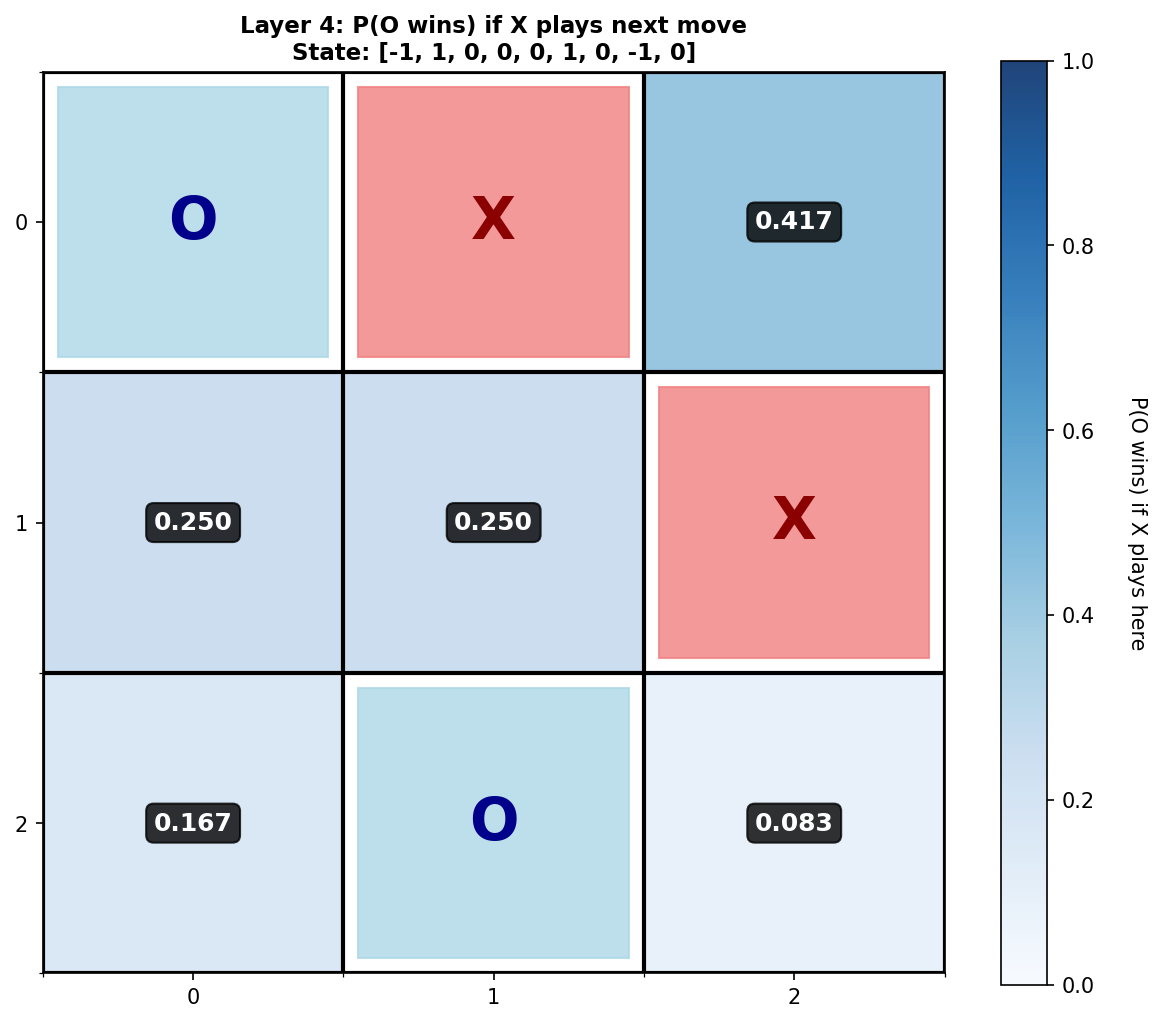 Layer 4: P(O wins) if X plays next move
State: [-1, 1, 0, 0, 0, 1, 0, -1, 0]
0
O
X
0.417
1
0.250
0.250
X
2
0.167
O
0.083
0
1
2
1.0
0.8
0.6
0.4
0.2
0.0
P(O wins) if X plays here